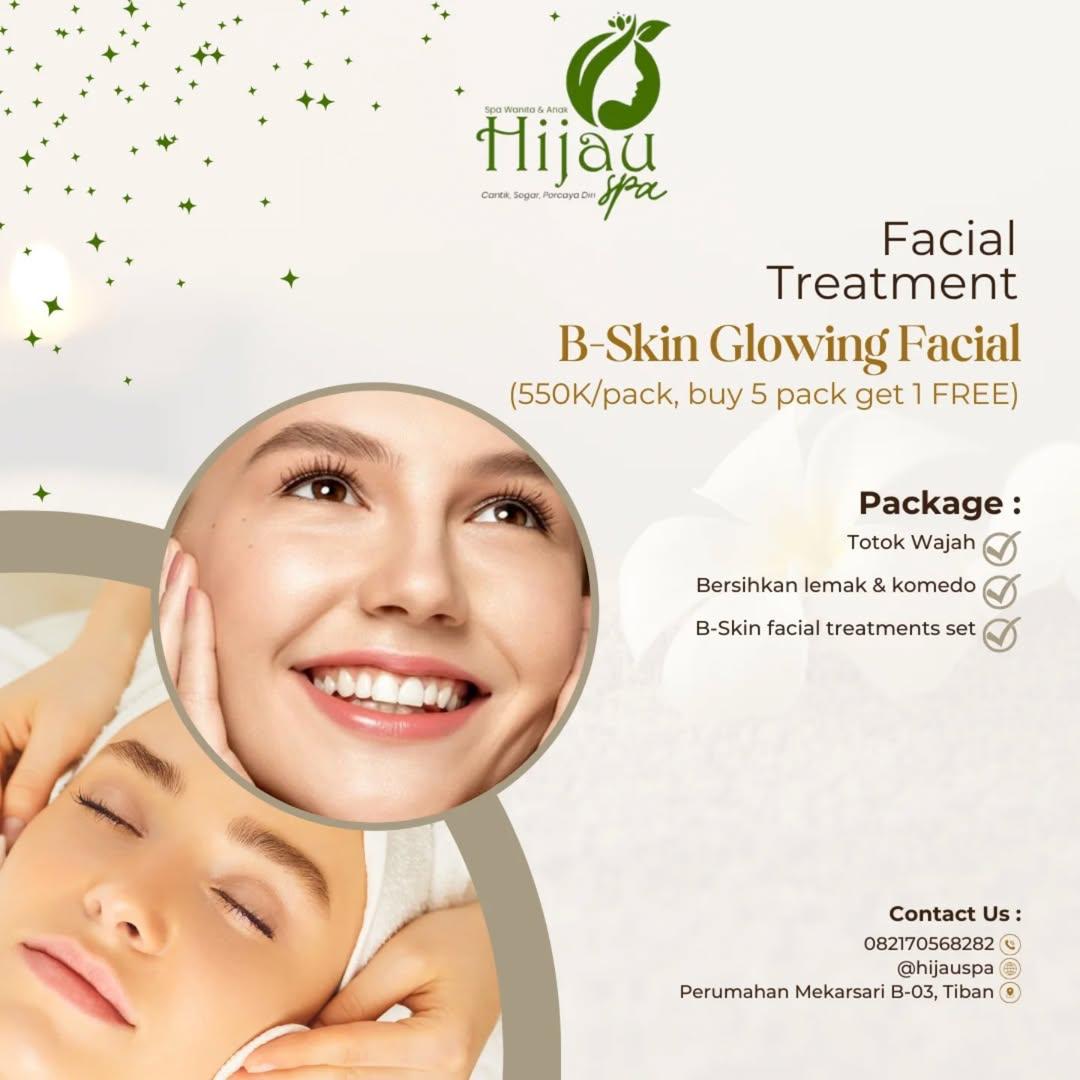 Spa Wanita & Anak
Hijau
spa
Cantik, Segar, Percaya Diri
Facial
Treatment
B-Skin Glowing Facial
(550K/pack, buy 5 pack get 1 FREE)
Package :
Totok Wajah
Bersihkan lemak & komedo
B-Skin facial treatments set
Contact Us :
082170568282
@hijauspa
Perumahan Mekarsari B-03, Tiban